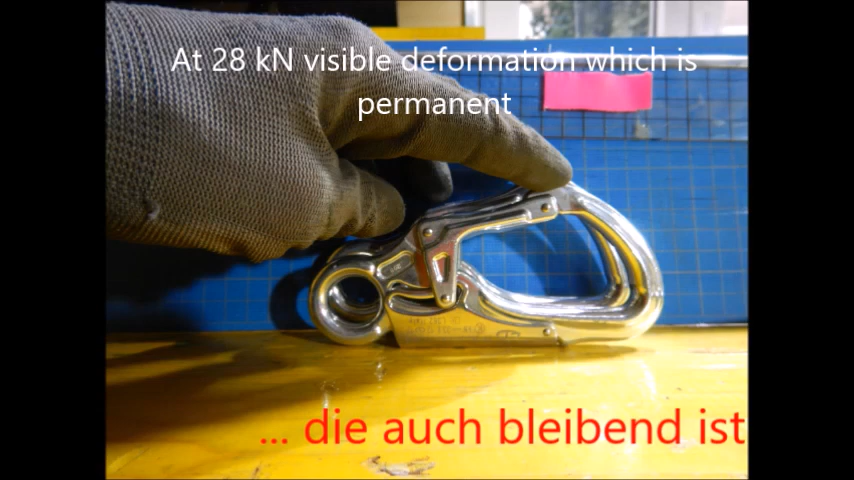 At 28 kN visible deformation which is
permanent
... die auch bleibend ist